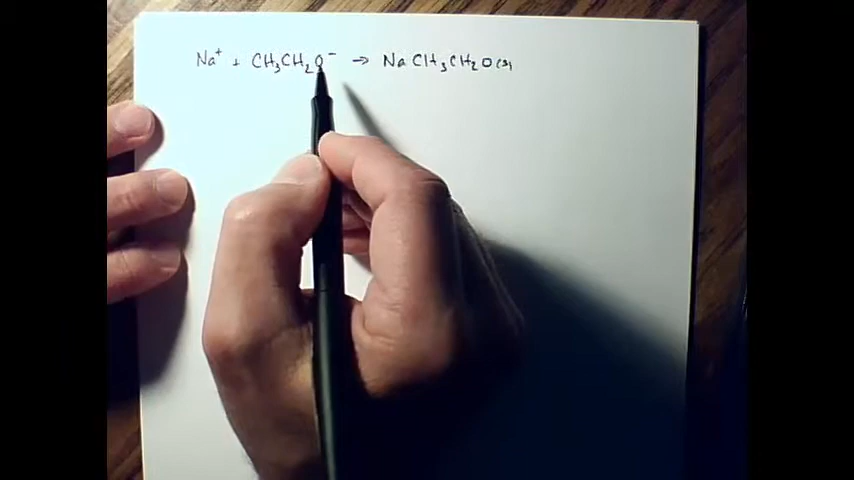 Na⁺ + CH₃CH₂O⁻ → NaCH₃CH₂O(s)